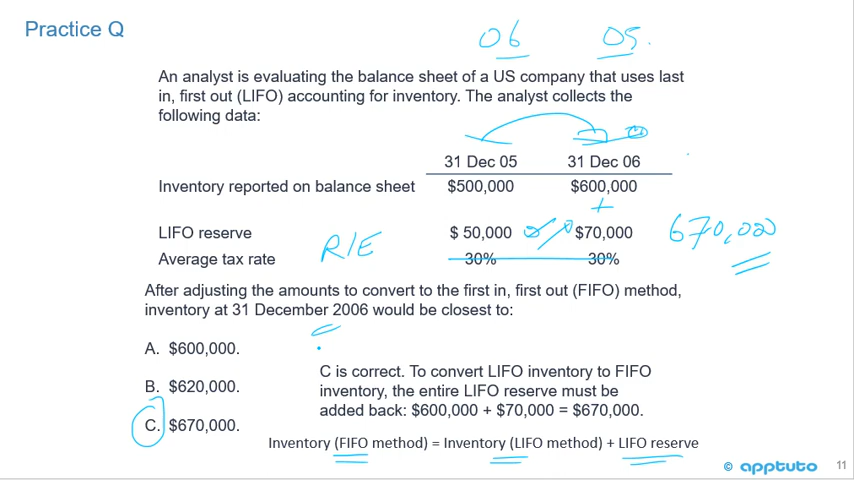 Practice Q
06 05.
An analyst is evaluating the balance sheet of a US company that uses last
in, first out (LIFO) accounting for inventory. The analyst collects the
following data:
31 Dec 05 31 Dec 06
Inventory reported on balance sheet $500,000 $600,000
+
LIFO reserve $ 50,000 $70,000 670,000
Average tax rate 30% 30%
R/E
After adjusting the amounts to convert to the first in, first out (FIFO) method,
inventory at 31 December 2006 would be closest to:
A. $600,000.
B. $620,000.
C. $670,000.
C is correct. To convert LIFO inventory to FIFO
inventory, the entire LIFO reserve must be
added back: $600,000 + $70,000 = $670,000.
Inventory (FIFO method) = Inventory (LIFO method) + LIFO reserve
© apptuto 11